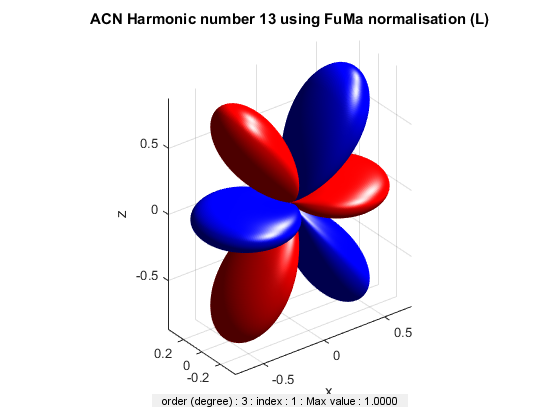 ACN Harmonic number 13 using FuMa normalisation (L)
0.5
0
-0.5
z
0.2
0
-0.2
-0.5
0
0.5
x
order (degree) : 3 : index : 1 : Max value : 1.0000